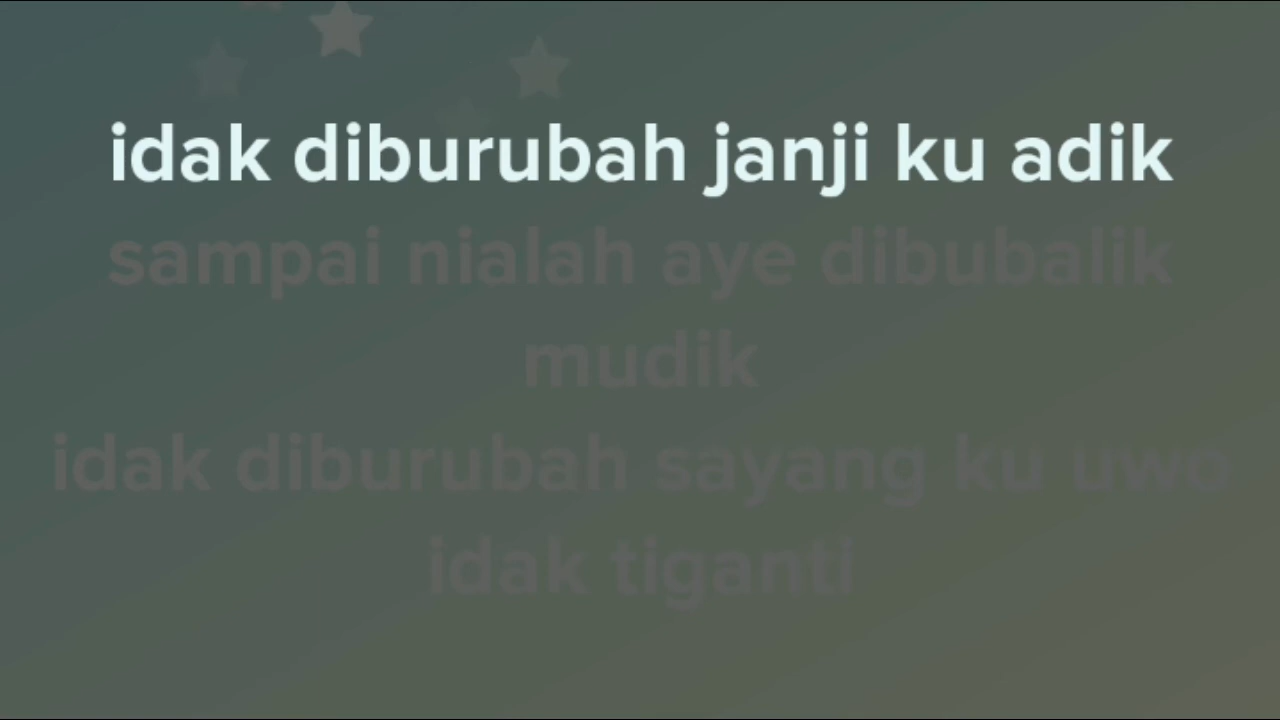 idak diburubah janji ku adik
sampai nialah aye dibubalik
mudik
idak diburubah sayang ku uwo
idak tiganti